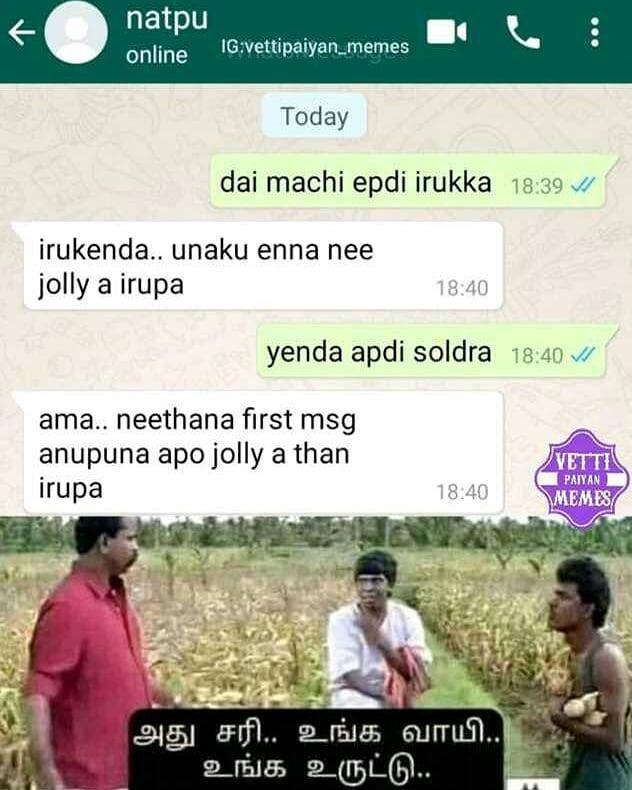 natpu
online
IG:vettipaiyan_memes
Today
dai machi epdi irukka 18:39
irukenda.. unaku enna nee
jolly a irupa 18:40
yenda apdi soldra 18:40
ama.. neethana first msg
anupuna apo jolly a than
irupa 18:40
VETTI
PAIYAN
MEMES
அது சரி.. உங்க வாயி..
உங்க உருட்டு..